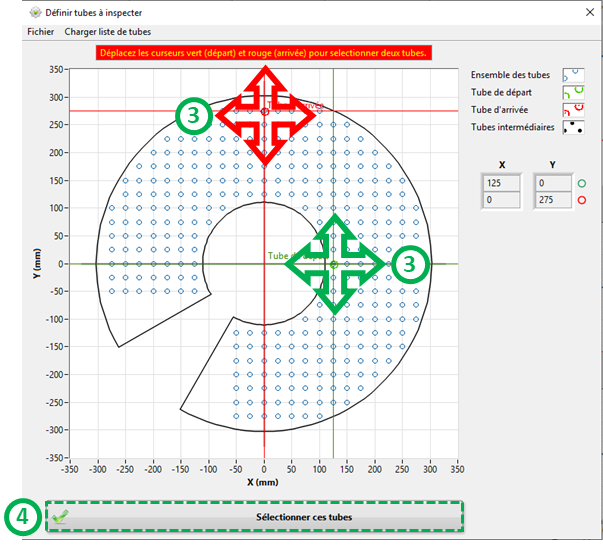 Définir tubes à inspecter
Fichier Charger liste de tubes
Déplacez les curseurs vert (départ) et rouge (arrivée) pour selectionner deux tubes.
Ensemble des tubes
Tube de départ
Tube d'arrivée
Tubes intermédiaires
X Y
125 0
0 275
350
300
250
200
150
100
50
0
-50
-100
-150
-200
-250
-300
-350
Y (mm)
3
Tube de
3
-350 -300 -250 -200 -150 -100 -50 0 50 100 150 200 250 300 350
X (mm)
4
Sélectionner ces tubes